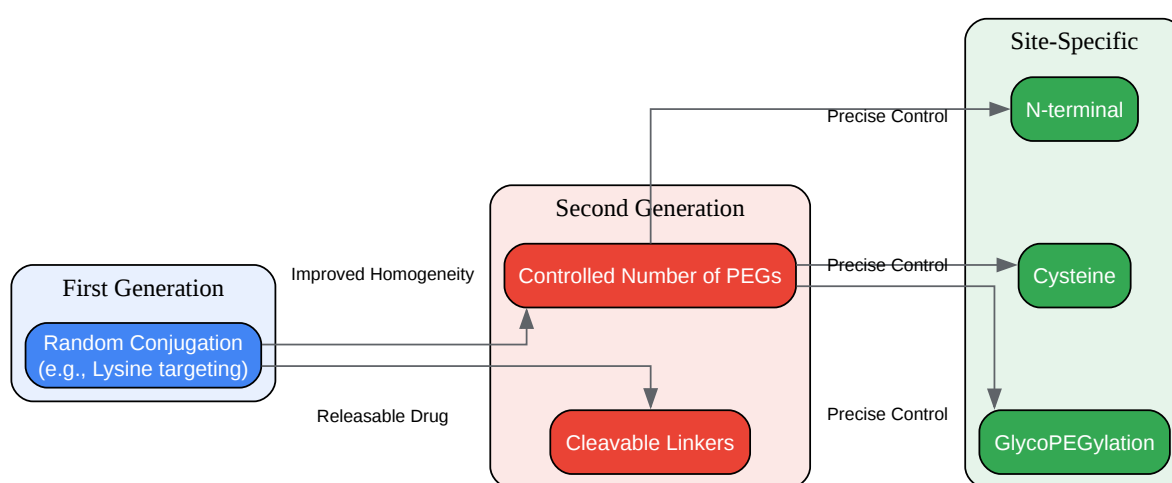 First Generation
Random Conjugation
(e.g., Lysine targeting)
Improved Homogeneity
Releasable Drug
Second Generation
Controlled Number of PEGs
Cleavable Linkers
Precise Control
Precise Control
Precise Control
Site-Specific
N-terminal
Cysteine
GlycoPEGylation